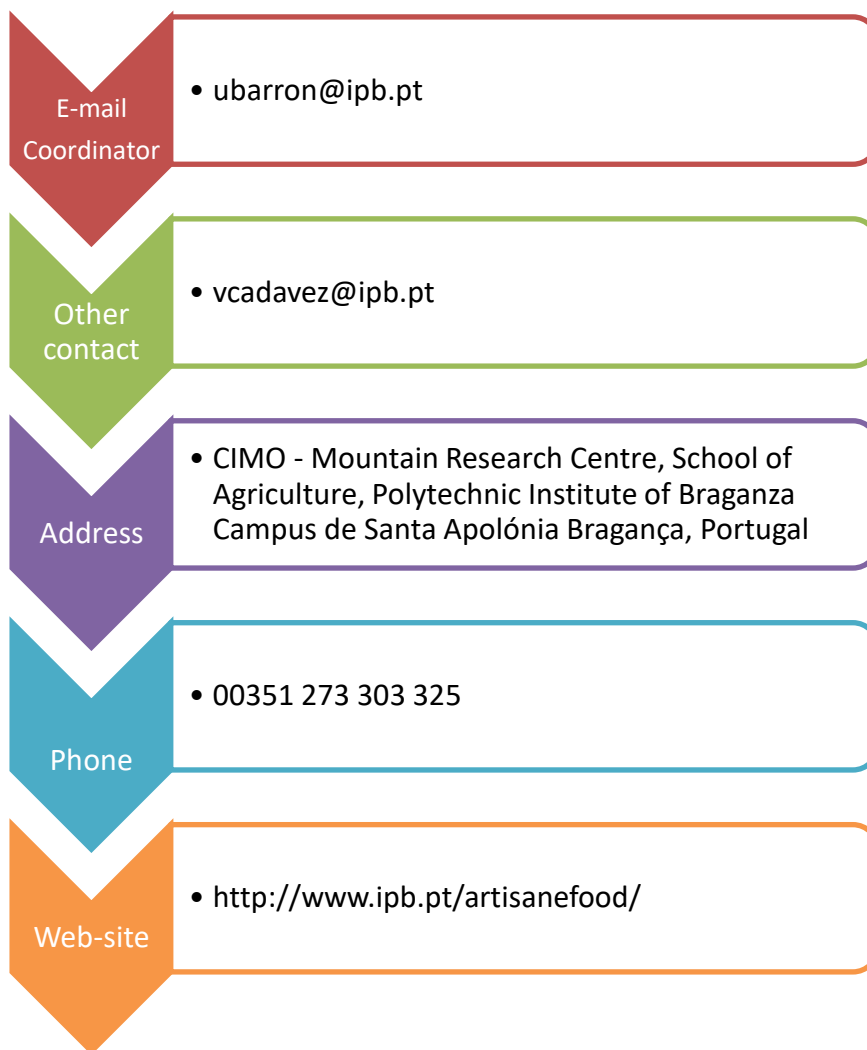 E-mail
Coordinator
• ubarron@ipb.pt
Other
contact
• vcadavez@ipb.pt
Address
• CIMO - Mountain Research Centre, School of
Agriculture, Polytechnic Institute of Braganza
Campus de Santa Apolónia Bragança, Portugal
Phone
• 00351 273 303 325
Web-site
• http://www.ipb.pt/artisanefood/